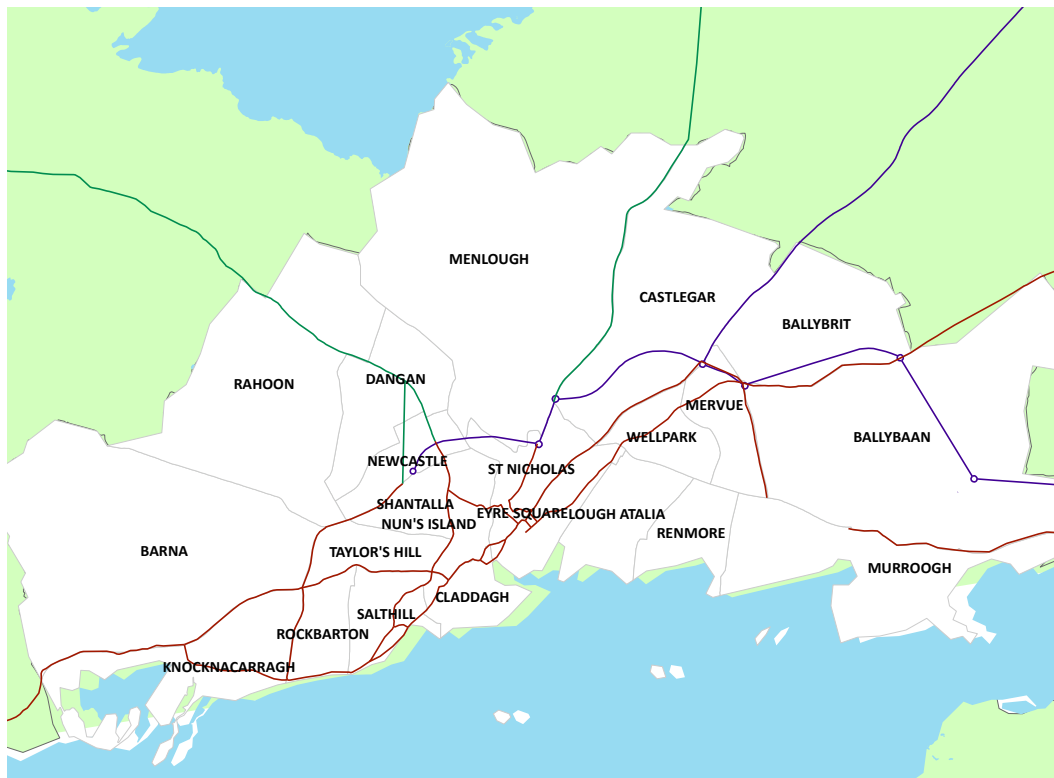 MENLOUGH
CASTLEGAR
BALLYBRIT
DANGAN
RAHOON
MERVUE
WELLPARK
BALLYBAAN
NEWCASTLE
ST NICHOLAS
SHANTALLA
EYRE SQUARE
LOUGH ATALIA
NUN'S ISLAND
RENMORE
BARNA
TAYLOR'S HILL
MURROOGH
CLADDAGH
SALTHILL
ROCKBARTON
KNOCKNACARRAGH